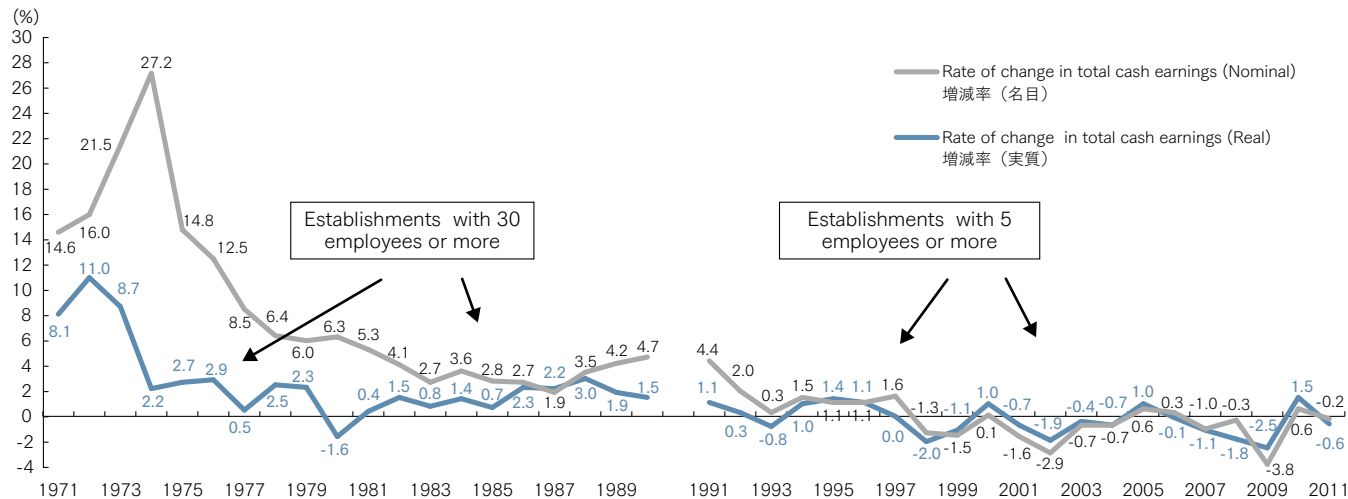 (%)
30
28
26
24
22
20
18
16
14
12
10
8
6
4
2
0
-2
-4
Rate of change in total cash earnings (Nominal)
増減率（名目）
Rate of change in total cash earnings (Real)
増減率（実質）
Establishments with 30
employees or more
Establishments with 5
employees or more
14.6 16.0 21.5 27.2 14.8 12.5 8.5 6.4 6.0 6.3 5.3 4.1 2.7 3.6 2.8 2.7 1.9 3.5 4.2 4.7
8.1 11.0 8.7 2.2 2.7 2.9 0.5 2.5 2.3 -1.6 0.4 1.5 0.8 1.4 0.7 2.3 2.2 3.0 1.9 1.5
4.4 2.0 0.3 1.5 1.1 1.1 1.6 -1.3 -1.5 0.1 -1.6 -2.9 -0.7 -0.7 0.6 0.3 -1.0 -0.3 -3.8 0.6 -0.2
1.1 0.3 -0.8 1.0 1.4 1.1 0.0 -2.0 -1.1 1.0 -0.7 -1.9 -0.4 -0.7 1.0 -0.1 -1.1 -1.8 -2.5 1.5 -0.6
1971 1973 1975 1977 1979 1981 1983 1985 1987 1989 1991 1993 1995 1997 1999 2001 2003 2005 2007 2009 2011